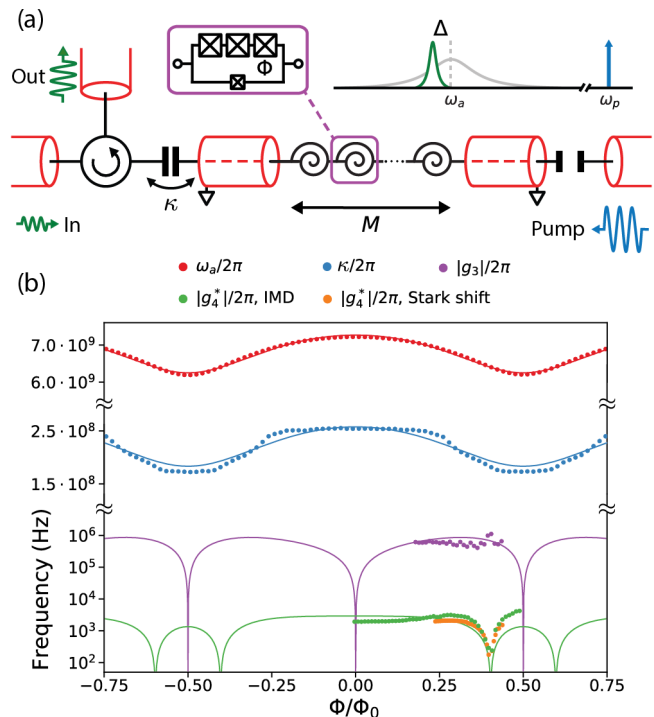 (a)
Out
Φ
Δ
ω_a
ω_p
κ
In
M
Pump
(b)
ω_a/2π
κ/2π
|g_3|/2π
|g_4^*|/2π, IMD
|g_4^*|/2π, Stark shift
Frequency (Hz)
7.0·10^9
6.0·10^9
2.5·10^8
1.5·10^8
10^6
10^5
10^4
10^3
10^2
−0.75
−0.50
−0.25
0.00
0.25
0.50
0.75
Φ/Φ_0